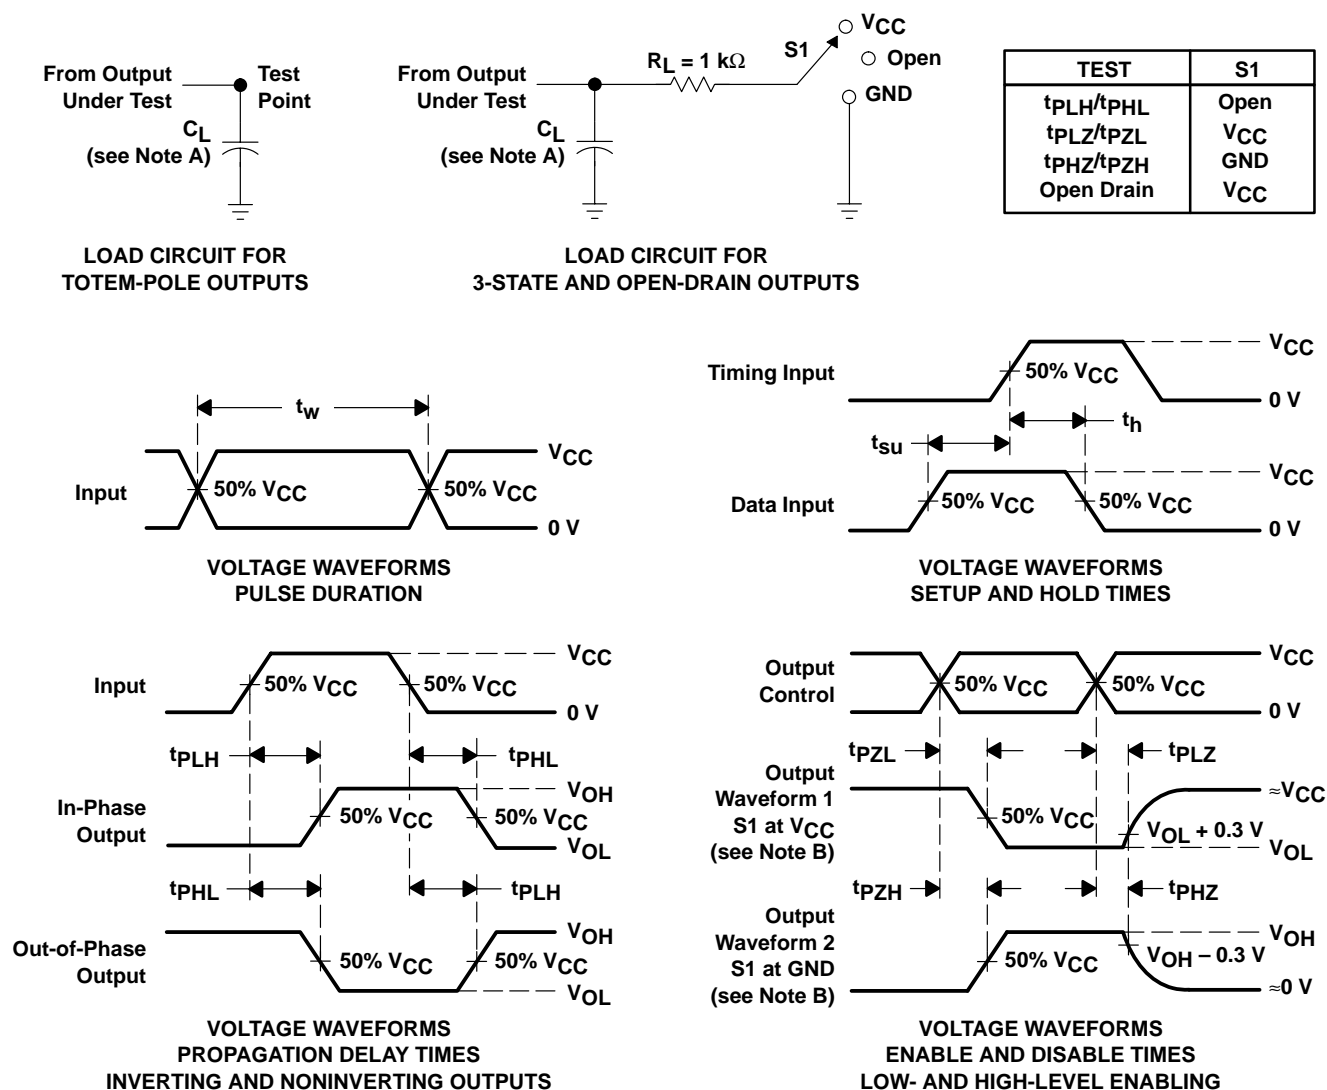 From Output
Under Test
Test
Point
CL
(see Note A)
LOAD CIRCUIT FOR
TOTEM-POLE OUTPUTS
From Output
Under Test
RL = 1 kΩ
S1
VCC
Open
GND
CL
(see Note A)
LOAD CIRCUIT FOR
3-STATE AND OPEN-DRAIN OUTPUTS
TEST S1
tPLH/tPHL Open
tPLZ/tPZL VCC
tPHZ/tPZH GND
Open Drain VCC
tw
VCC
Input
50% VCC
50% VCC
0 V
VOLTAGE WAVEFORMS
PULSE DURATION
VCC
Timing Input
50% VCC
0 V
th
tsu
VCC
Data Input
50% VCC
50% VCC
0 V
VOLTAGE WAVEFORMS
SETUP AND HOLD TIMES
VCC
Input
50% VCC
50% VCC
0 V
tPLH
tPHL
VOH
In-Phase
Output
50% VCC
50% VCC
VOL
tPHL
tPLH
VOH
Out-of-Phase
Output
50% VCC
50% VCC
VOL
VOLTAGE WAVEFORMS
PROPAGATION DELAY TIMES
INVERTING AND NONINVERTING OUTPUTS
VCC
Output
Control
50% VCC
50% VCC
0 V
tPZL
tPLZ
Output
Waveform 1
S1 at VCC
(see Note B)
50% VCC
≈VCC
VOL + 0.3 V
VOL
tPZH
tPHZ
Output
Waveform 2
S1 at GND
(see Note B)
50% VCC
VOH
VOH − 0.3 V
≈0 V
VOLTAGE WAVEFORMS
ENABLE AND DISABLE TIMES
LOW- AND HIGH-LEVEL ENABLING